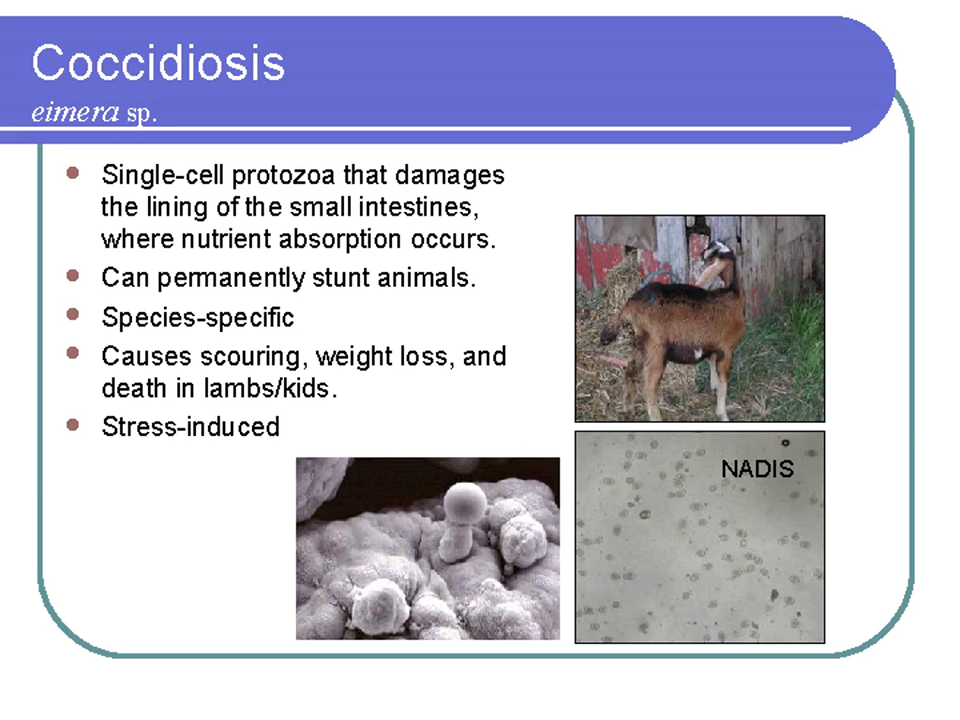 Coccidiosis
eimera sp.
Single-cell protozoa that damages
the lining of the small intestines,
where nutrient absorption occurs.
Can permanently stunt animals.
Species-specific
Causes scouring, weight loss, and
death in lambs/kids.
Stress-induced
NADIS